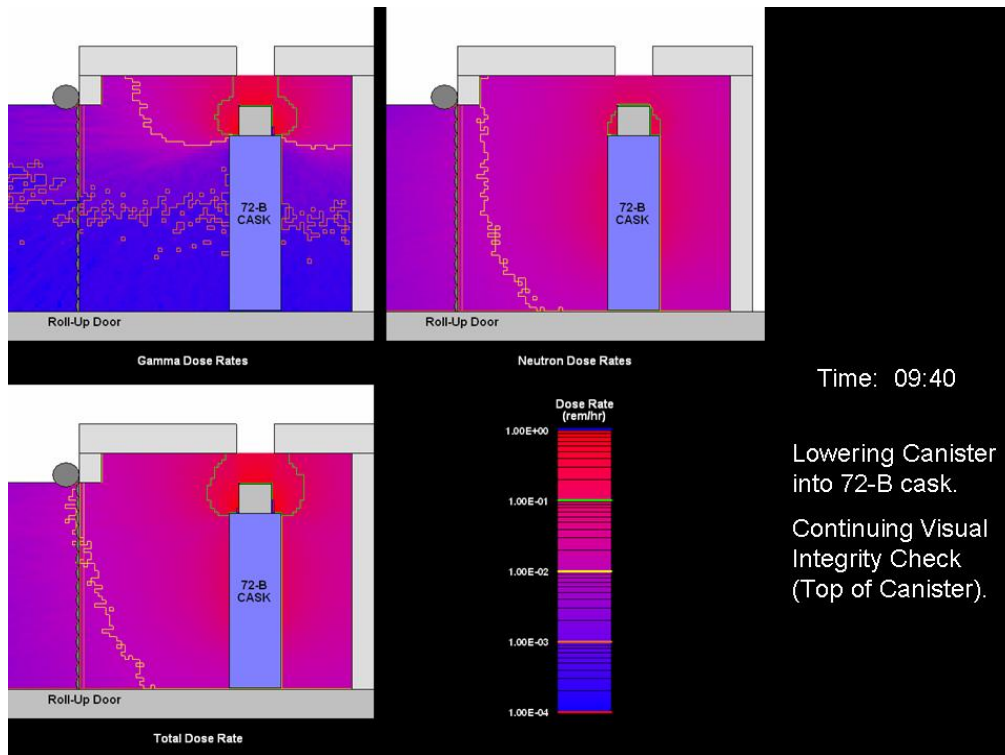 72-B
CASK
Roll-Up Door
Gamma Dose Rates
72-B
CASK
Roll-Up Door
Neutron Dose Rates
72-B
CASK
Roll-Up Door
Total Dose Rate
Dose Rate
(rem/hr)
1.00E+00
1.00E-01
1.00E-02
1.00E-03
1.00E-04
Time: 09:40
Lowering Canister
into 72-B cask.
Continuing Visual
Integrity Check
(Top of Canister).